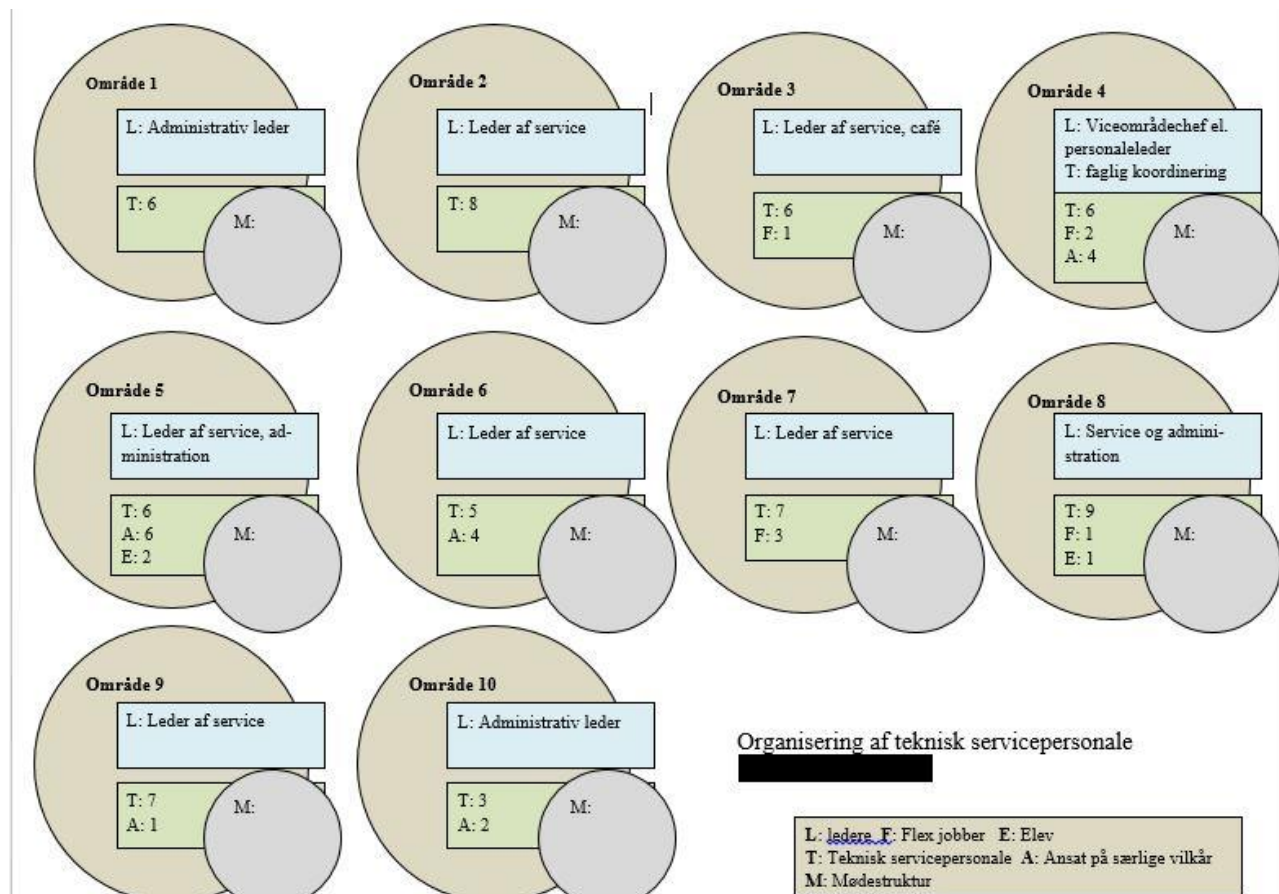 Område 1
L: Administrativ leder
T: 6
M:
Område 2
L: Leder af service
T: 8
M:
Område 3
L: Leder af service, café
T: 6
F: 1
M:
Område 4
L: Viceområdechef el.
personaleleder
T: faglig koordinering
T: 6
F: 2
A: 4
M:
Område 5
L: Leder af service, ad-
ministration
T: 6
A: 6
E: 2
M:
Område 6
L: Leder af service
T: 5
A: 4
M:
Område 7
L: Leder af service
T: 7
F: 3
M:
Område 8
L: Service og admini-
stration
T: 9
F: 1
E: 1
M:
Område 9
L: Leder af service
T: 7
A: 1
M:
Område 10
L: Administrativ leder
T: 3
A: 2
M:
Organisering af teknisk servicepersonale
L: ledere F: Flex jobber E: Elev
T: Teknisk servicepersonale A: Ansat på særlige vilkår
M: Mødestruktur